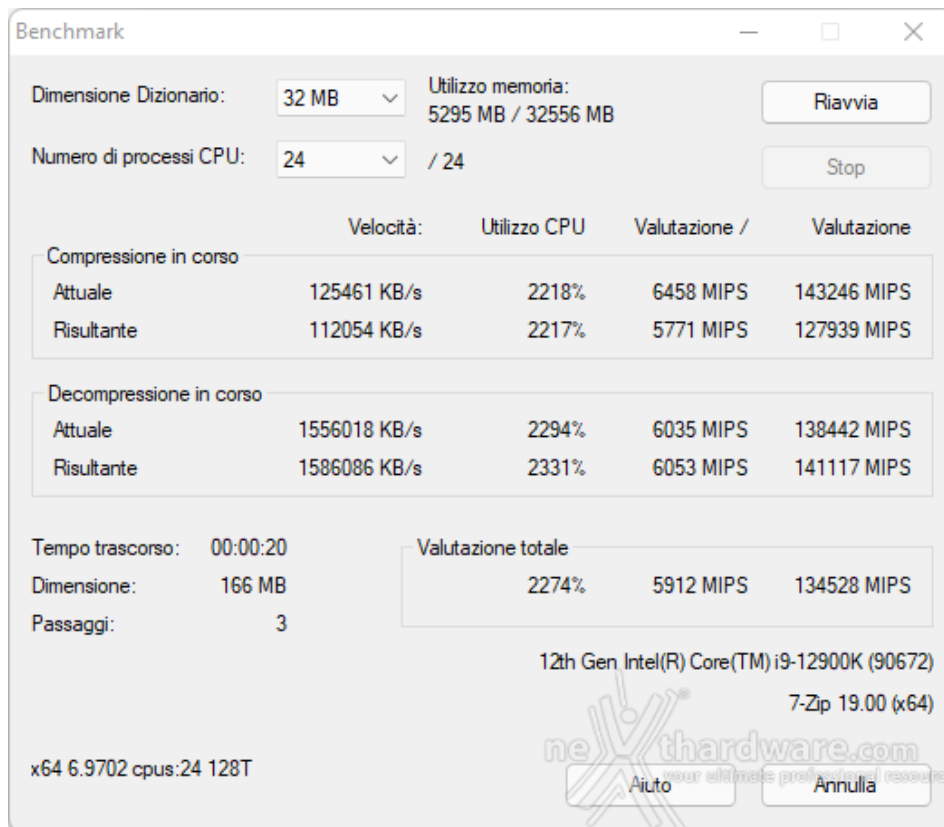 Benchmark
Dimensione Dizionario: 32 MB Utilizzo memoria: 5295 MB / 32556 MB Riavvia
Numero di processi CPU: 24 / 24 Stop
Velocità: Utilizzo CPU Valutazione / Valutazione
Compressione in corso
Attuale 125461 KB/s 2218% 6458 MIPS 143246 MIPS
Risultante 112054 KB/s 2217% 5771 MIPS 127939 MIPS
Decompressione in corso
Attuale 1556018 KB/s 2294% 6035 MIPS 138442 MIPS
Risultante 1586086 KB/s 2331% 6053 MIPS 141117 MIPS
Tempo trascorso: 00:00:20 Valutazione totale
Dimensione: 166 MB 2274% 5912 MIPS 134528 MIPS
Passaggi: 3
12th Gen Intel(R) Core(TM) i9-12900K (90672)
7-Zip 19.00 (x64)
nexthardware.com
your ultimate professional
x64 6.9702 cpus:24 128T Aiuto Annulla